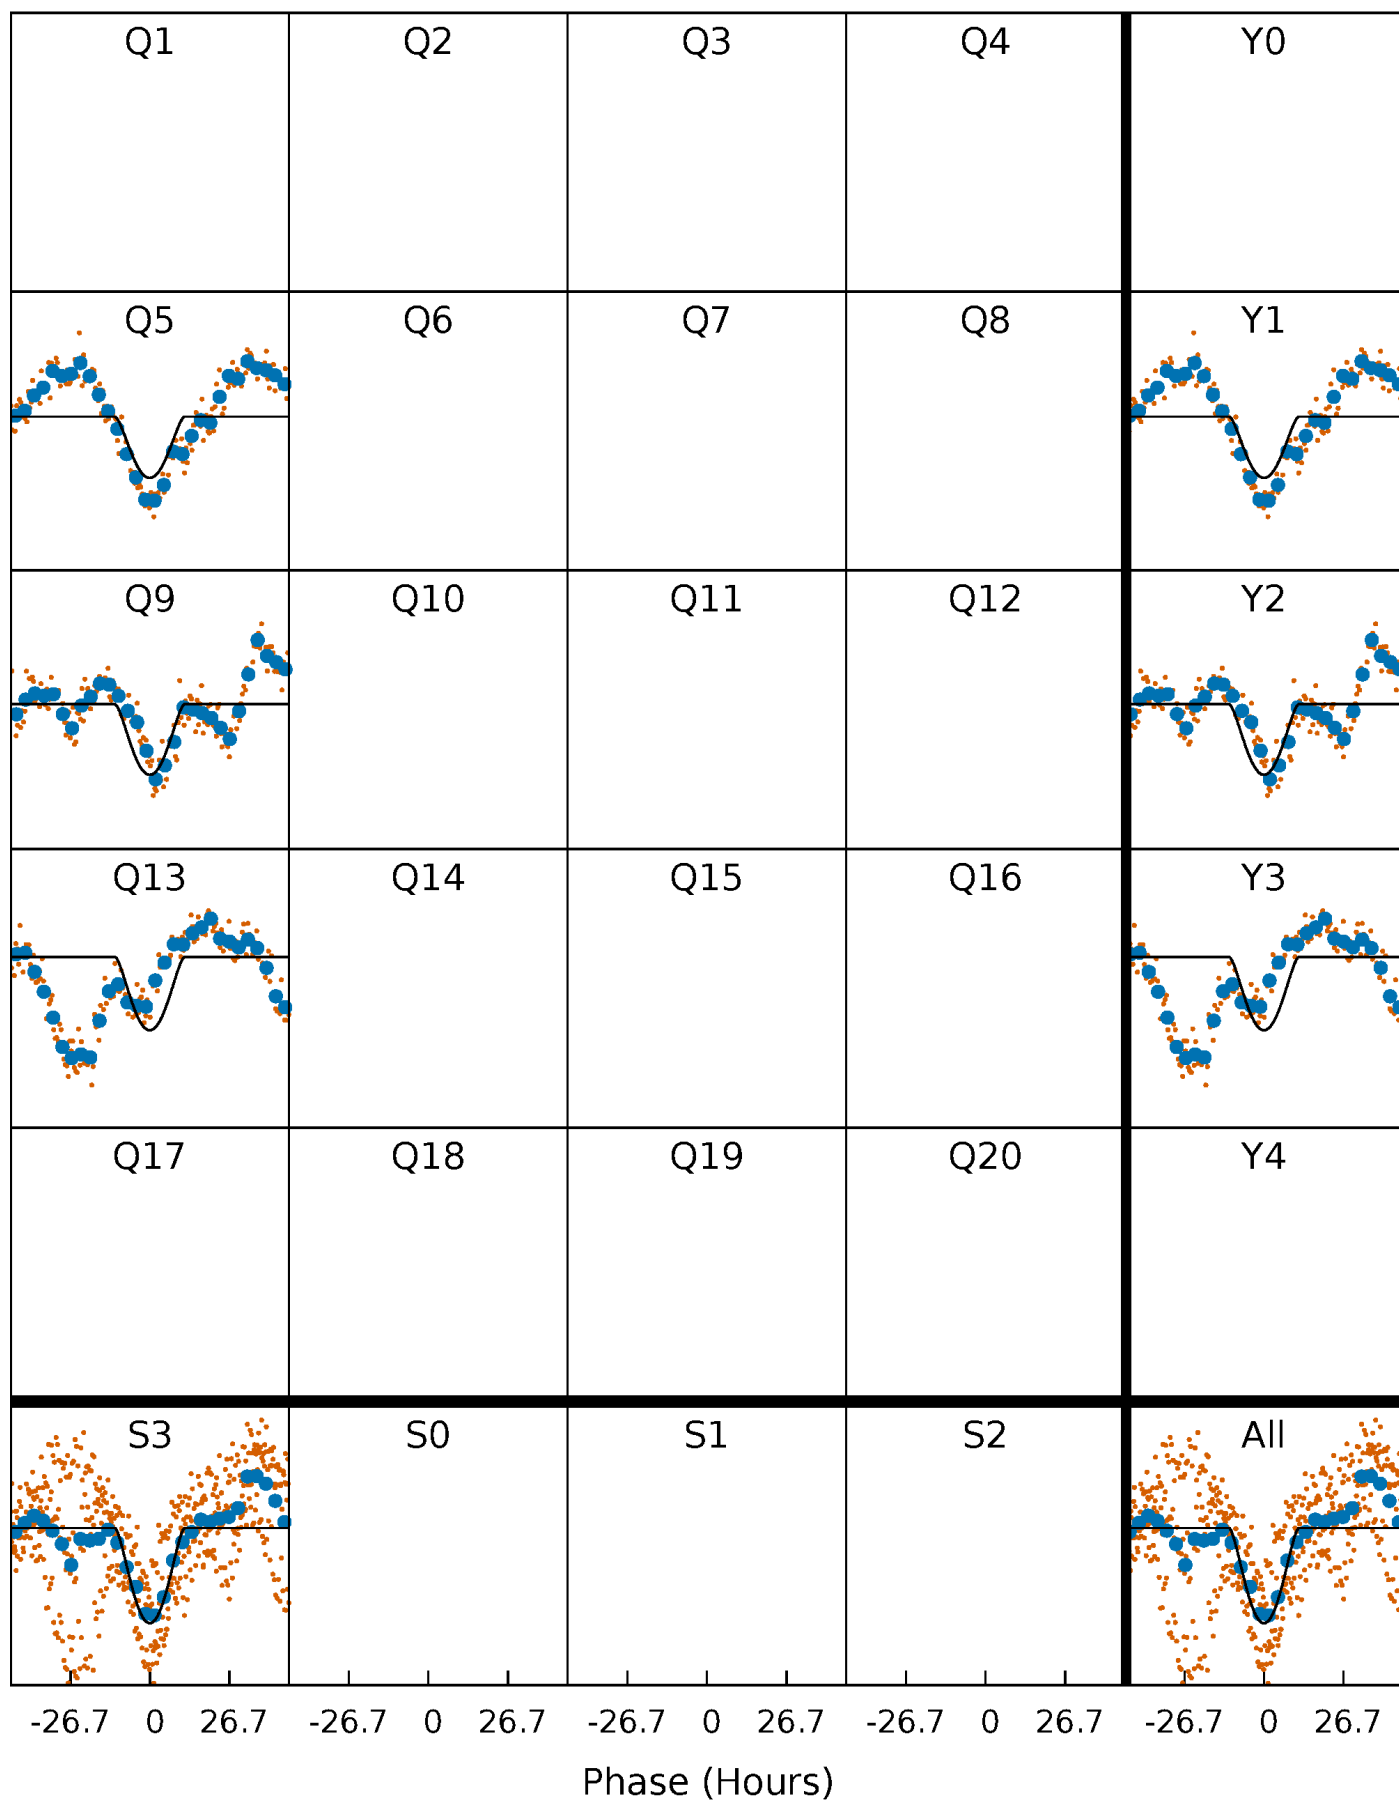 Q1 Q2 Q3 Q4 Y0
Q5 Q6 Q7 Q8 Y1
Q9 Q10 Q11 Q12 Y2
Q13 Q14 Q15 Q16 Y3
Q17 Q18 Q19 Q20 Y4
S3 S0 S1 S2 All
-26.7 0 26.7 -26.7 0 26.7 -26.7 0 26.7 -26.7 0 26.7 -26.7 0 26.7
Phase (Hours)